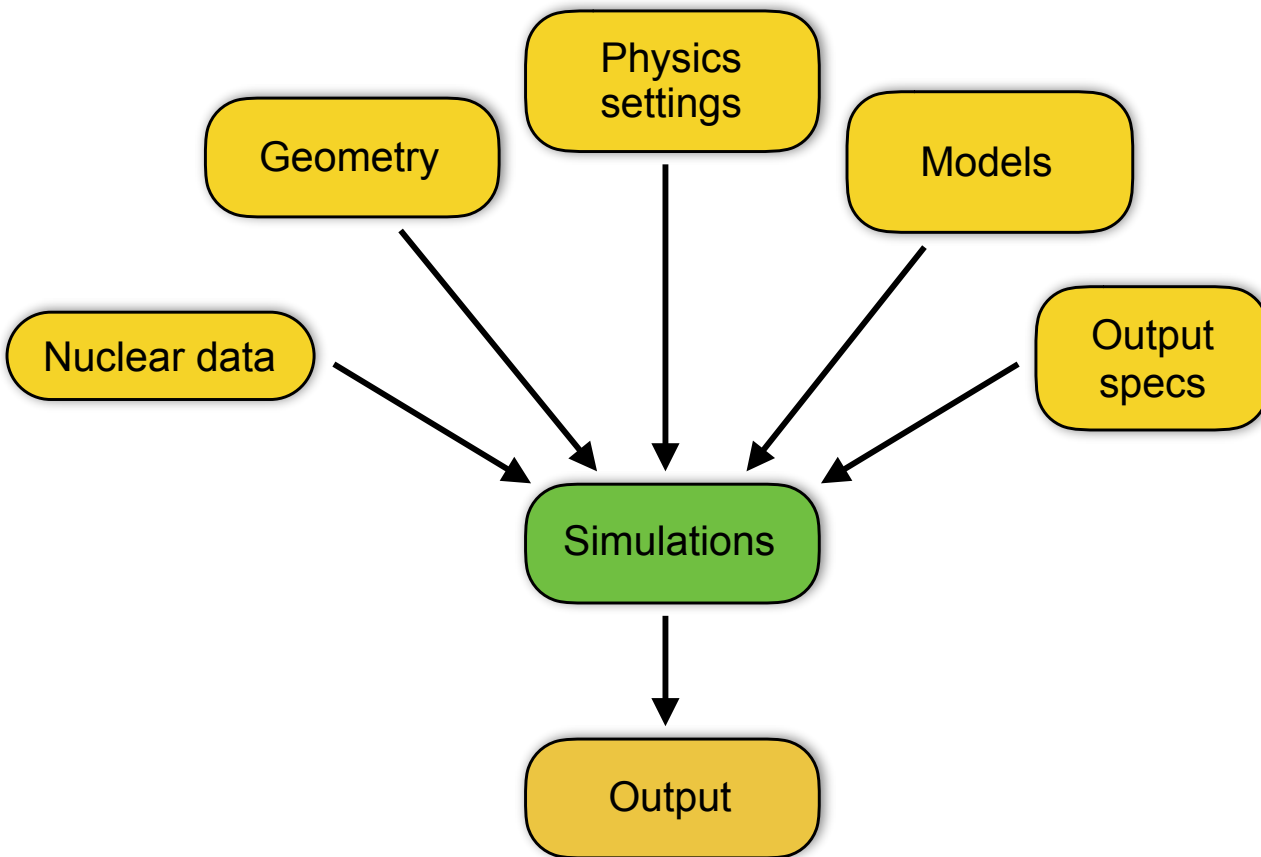 Physics
settings
Geometry
Models
Nuclear data
Output
specs
Simulations
Output